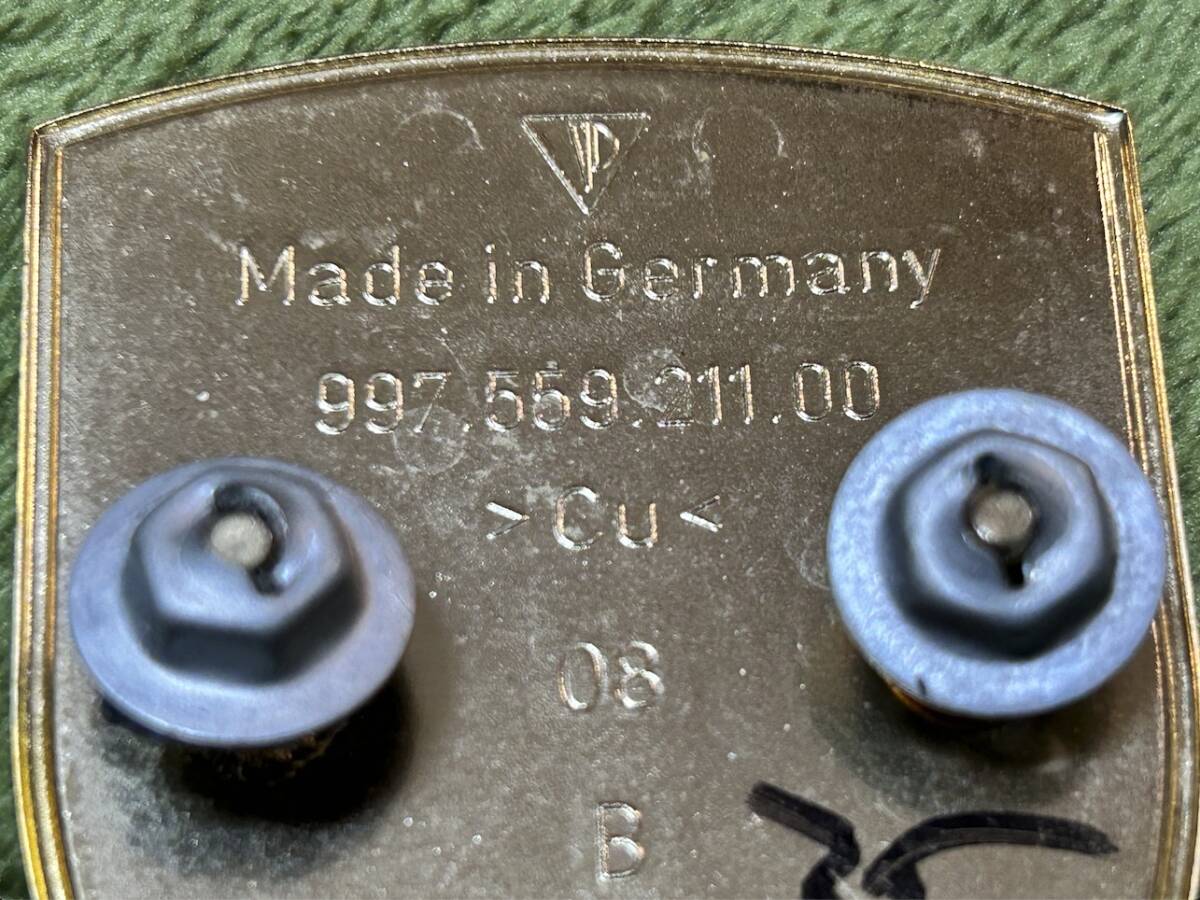 Made in Germany
997.559.211.00
>Cu<
08
B